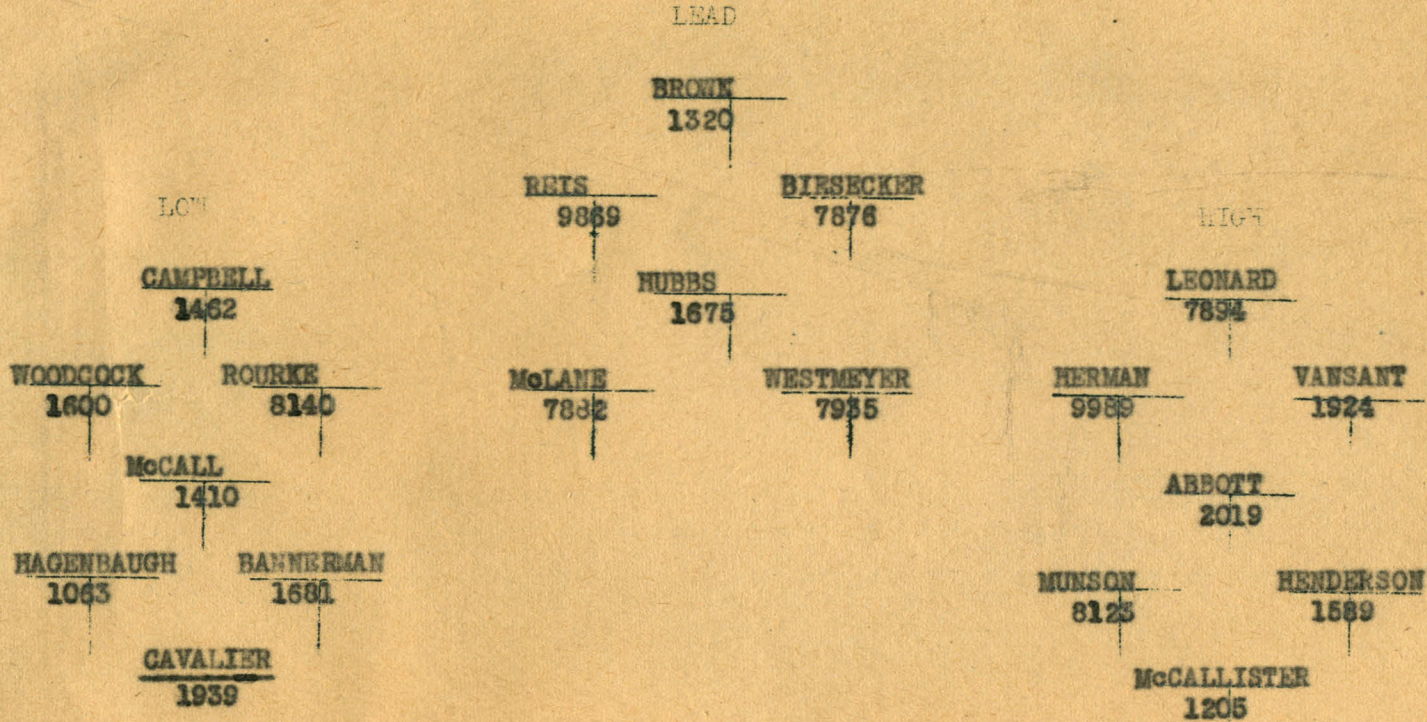 LEAD
BROWN
1320
REIS
9869
BIESECKER
7876
HUBBS
1675
McLANE
7882
WESTMEYER
7935
LOW
CAMPBELL
1462
WOODCOCK
1600
ROURKE
8140
McCALL
1410
HAGENBAUGH
1063
BANNERMAN
1681
CAVALIER
1939
HIGH
LEONARD
7894
HERMAN
9989
VANSANT
1924
ABBOTT
2019
MUNSON
8123
HENDERSON
1589
McCALLISTER
1205